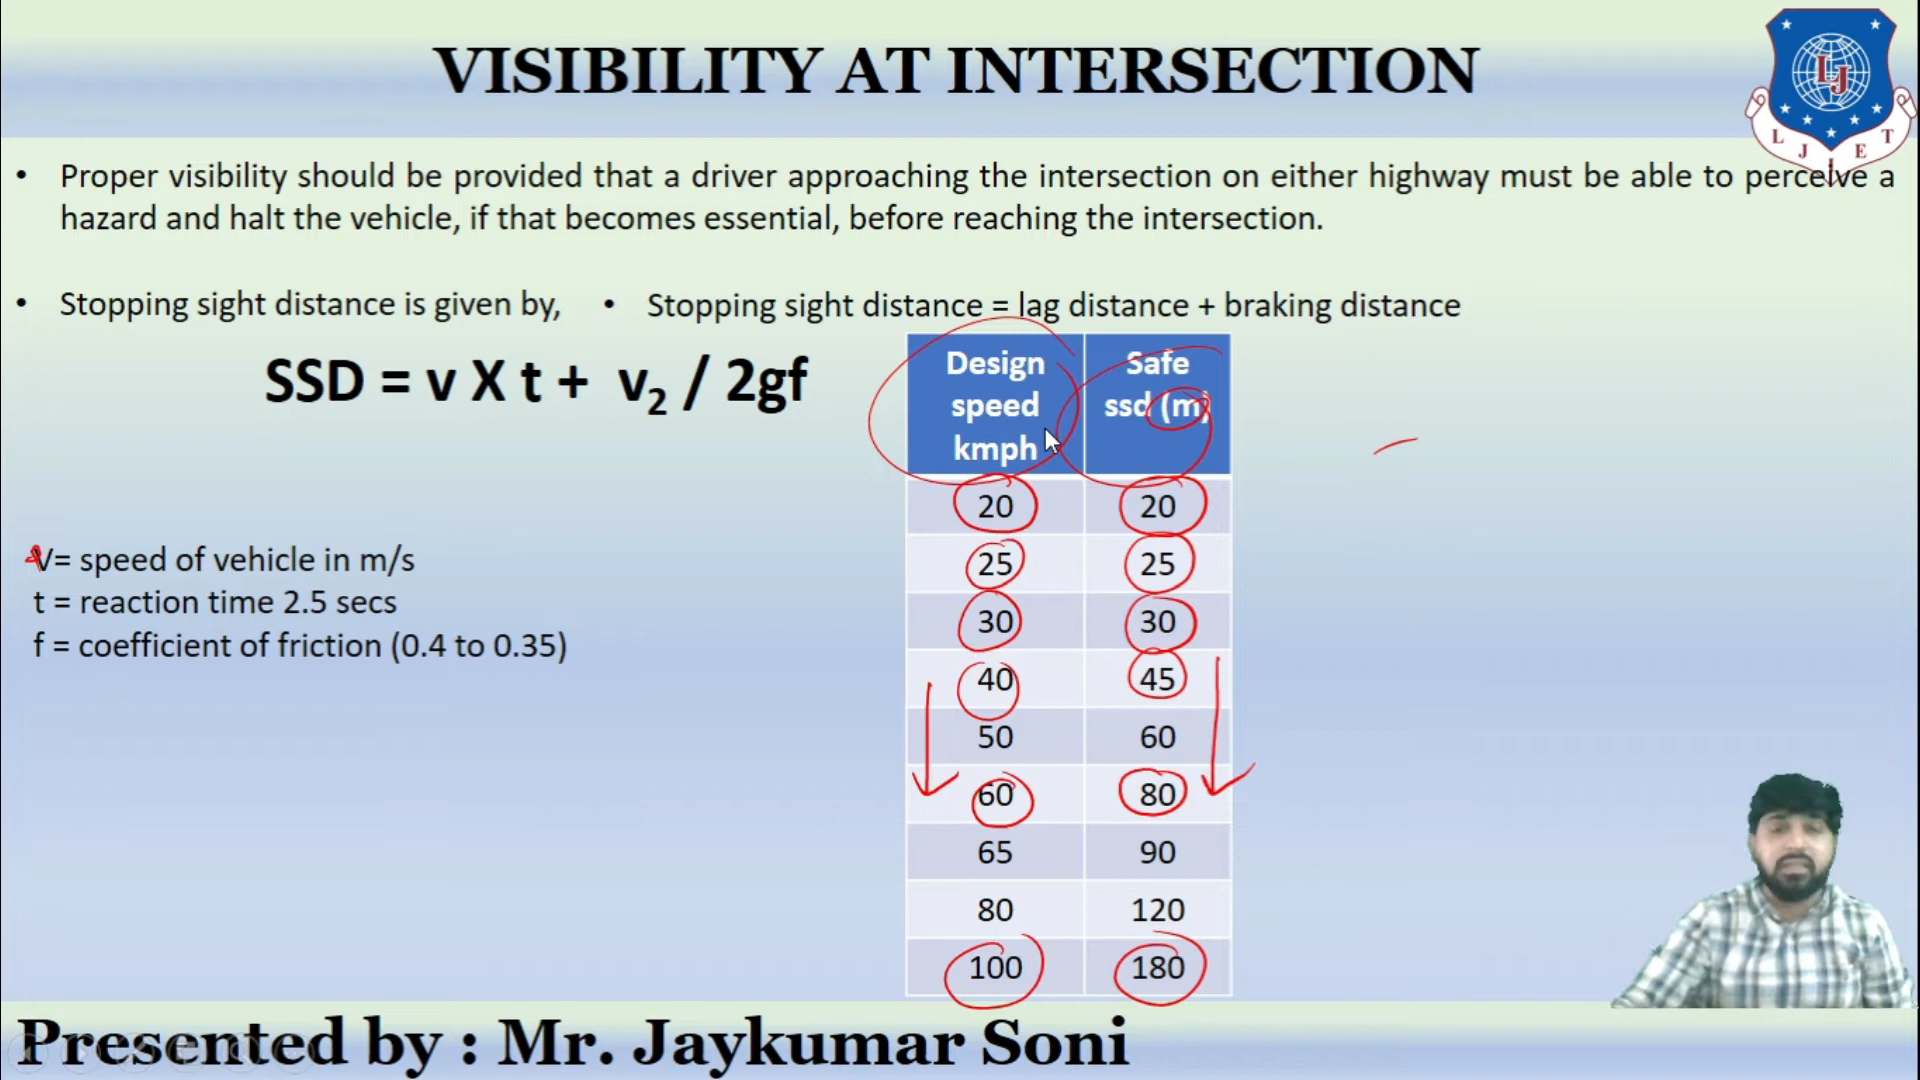 VISIBILITY AT INTERSECTION
L J E T
LJ
• Proper visibility should be provided that a driver approaching the intersection on either highway must be able to perceive a
hazard and halt the vehicle, if that becomes essential, before reaching the intersection.
• Stopping sight distance is given by,
• Stopping sight distance = lag distance + braking distance
SSD = v X t + v₂ / 2gf
V= speed of vehicle in m/s
t = reaction time 2.5 secs
f = coefficient of friction (0.4 to 0.35)
Design speed kmph Safe ssd (m)
20 20
25 25
30 30
40 45
50 60
60 80
65 90
80 120
100 180
Presented by : Mr. Jaykumar Soni